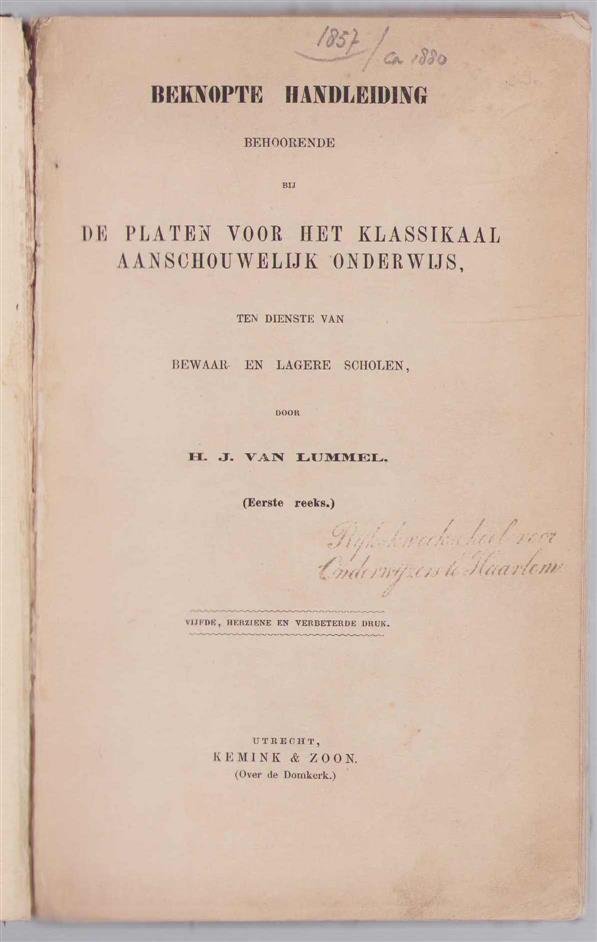 1857 / Ca 1880
BEKNOPTE HANDLEIDING
BEHOORENDE
BIJ
DE PLATEN VOOR HET KLASSIKAAL
AANSCHOUWELIJK ONDERWIJS,
TEN DIENSTE VAN
BEWAAR- EN LAGERE SCHOLEN,
DOOR
H. J. VAN LUMMEL.
(Eerste reeks.)
Rijkskweekschool voor
Onderwijzers te Haarlem
VIJFDE, HERZIENE EN VERBETERDE DRUK.
UTRECHT,
KEMINK & ZOON.
(Over de Domkerk.)